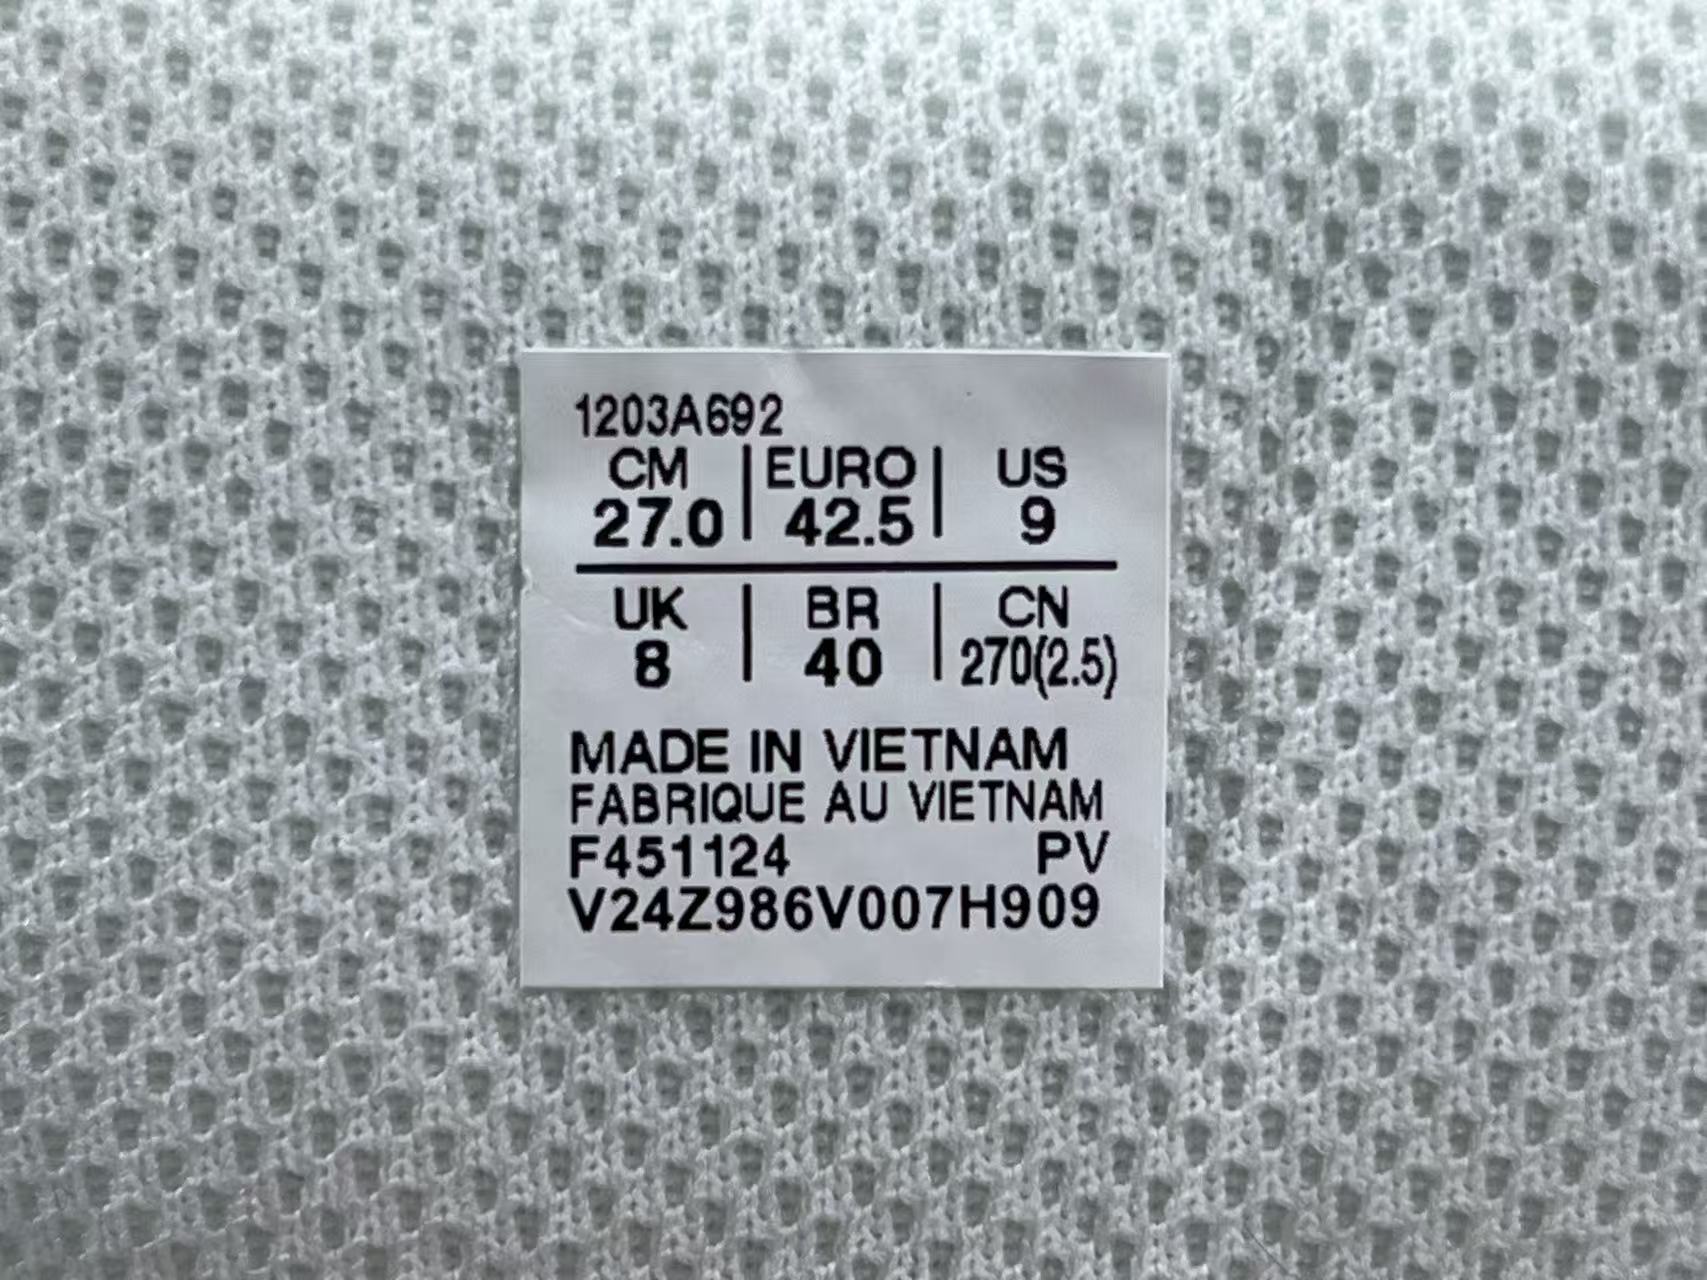 1203A692
CM | EURO | US
27.0 | 42.5 | 9
UK | BR | CN
8 | 40 | 270(2.5)
MADE IN VIETNAM
FABRIQUE AU VIETNAM
F451124 PV
V24Z986V007H909